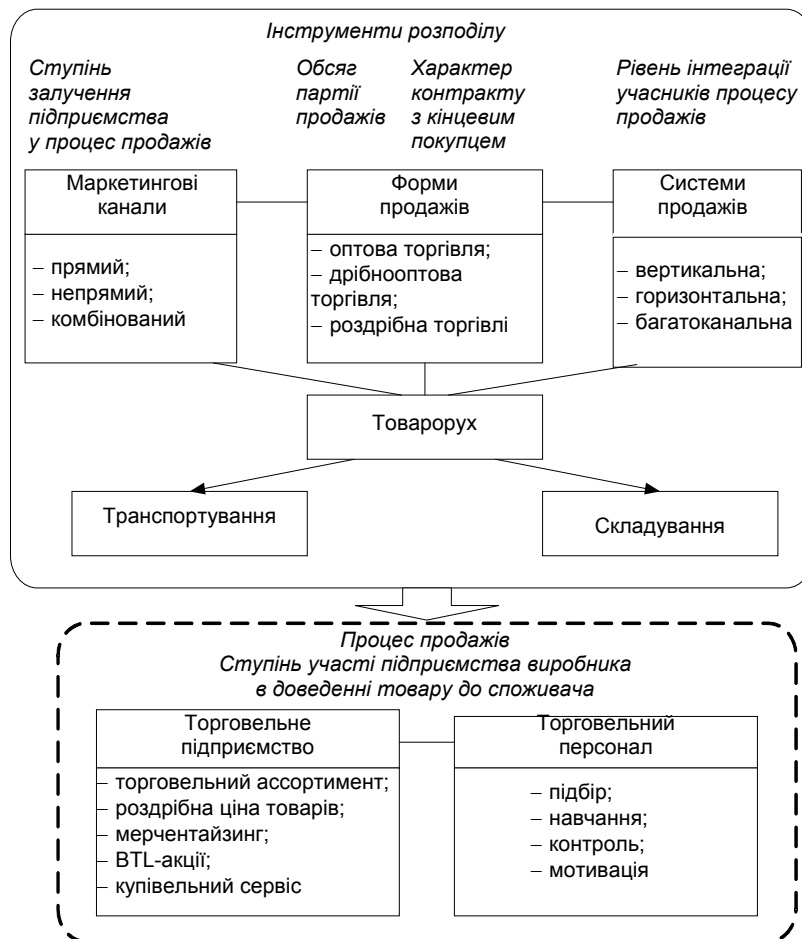 Інструменти розподілу
Ступінь
залучення
підприємства
у процес продажів
Обсяг
партії
продажів
Характер
контракту
з кінцевим
покупцем
Рівень інтеграції
учасників процесу
продажів
Маркетингові
канали
– прямий;
– непрямий;
– комбінований
Форми
продажів
– оптова торгівля;
– дрібнооптова
торгівля;
– роздрібна торгівлі
Системи
продажів
– вертикальна;
– горизонтальна;
– багатоканальна
Товарорух
Транспортування
Складування
Процес продажів
Ступінь участі підприємства виробника
в доведенні товару до споживача
Торговельне
підприємство
– торговельний ассортимент;
– роздрібна ціна товарів;
– мерчентайзинг;
– BTL-акції;
– купівельний сервіс
Торговельний
персонал
– підбір;
– навчання;
– контроль;
– мотивація